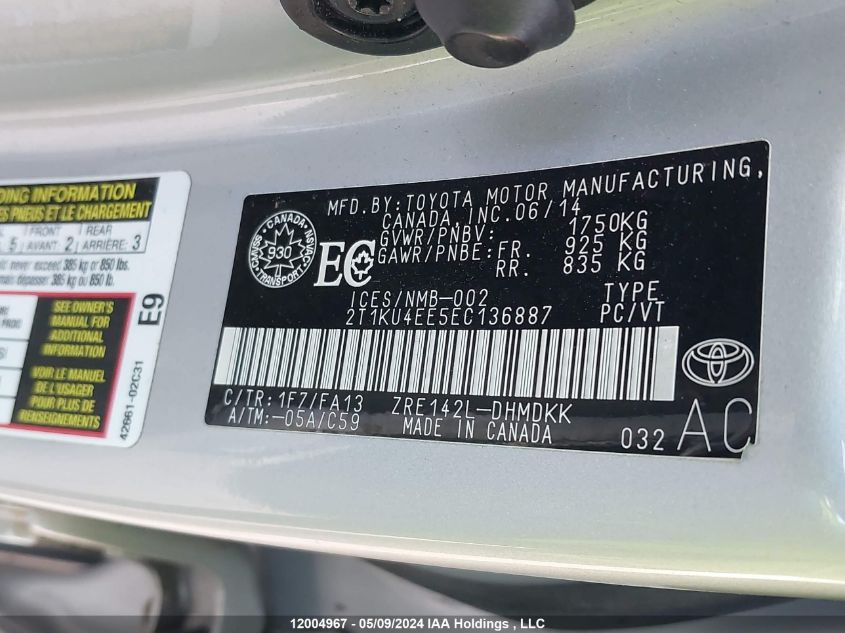 DING INFORMATION
ES PNEUS ET LE CHARGEMENT
5 FRONT AVANT 2 REAR ARRIÈRE 3
never exceed 385 kg or 850 lbs.
mais dépasser 385 kg ou 850 lb.
SEE OWNER'S
MANUAL FOR
ADDITIONAL
INFORMATION
VOIR LE MANUEL
DE L'USAGER
POUR PLUS DE
RENSEIGNEMENTS
E9
42661-02C31
MFD.BY:TOYOTA MOTOR MANUFACTURING,
CANADA,INC.06/14
GVWR/PNBV: 1750KG
GAWR/PNBE:FR. 925 KG
RR. 835 KG
CANADA
930
TRANSPORT
EC
ICES/NMB-002 TYPE
2T1KU4EE5EC136887 PC/VT
C/TR:1F7/FA13 ZRE142L-DHMDKK
A/TM:-05A/C59 MADE IN CANADA
032 AC
12004967 - 05/09/2024 IAA Holdings , LLC